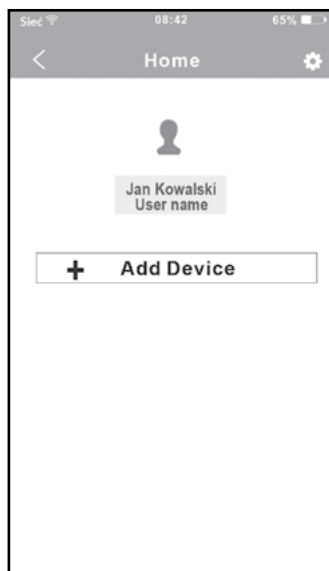 Sieć 08:42 65%
Home
Jan Kowalski
User name
+ Add Device